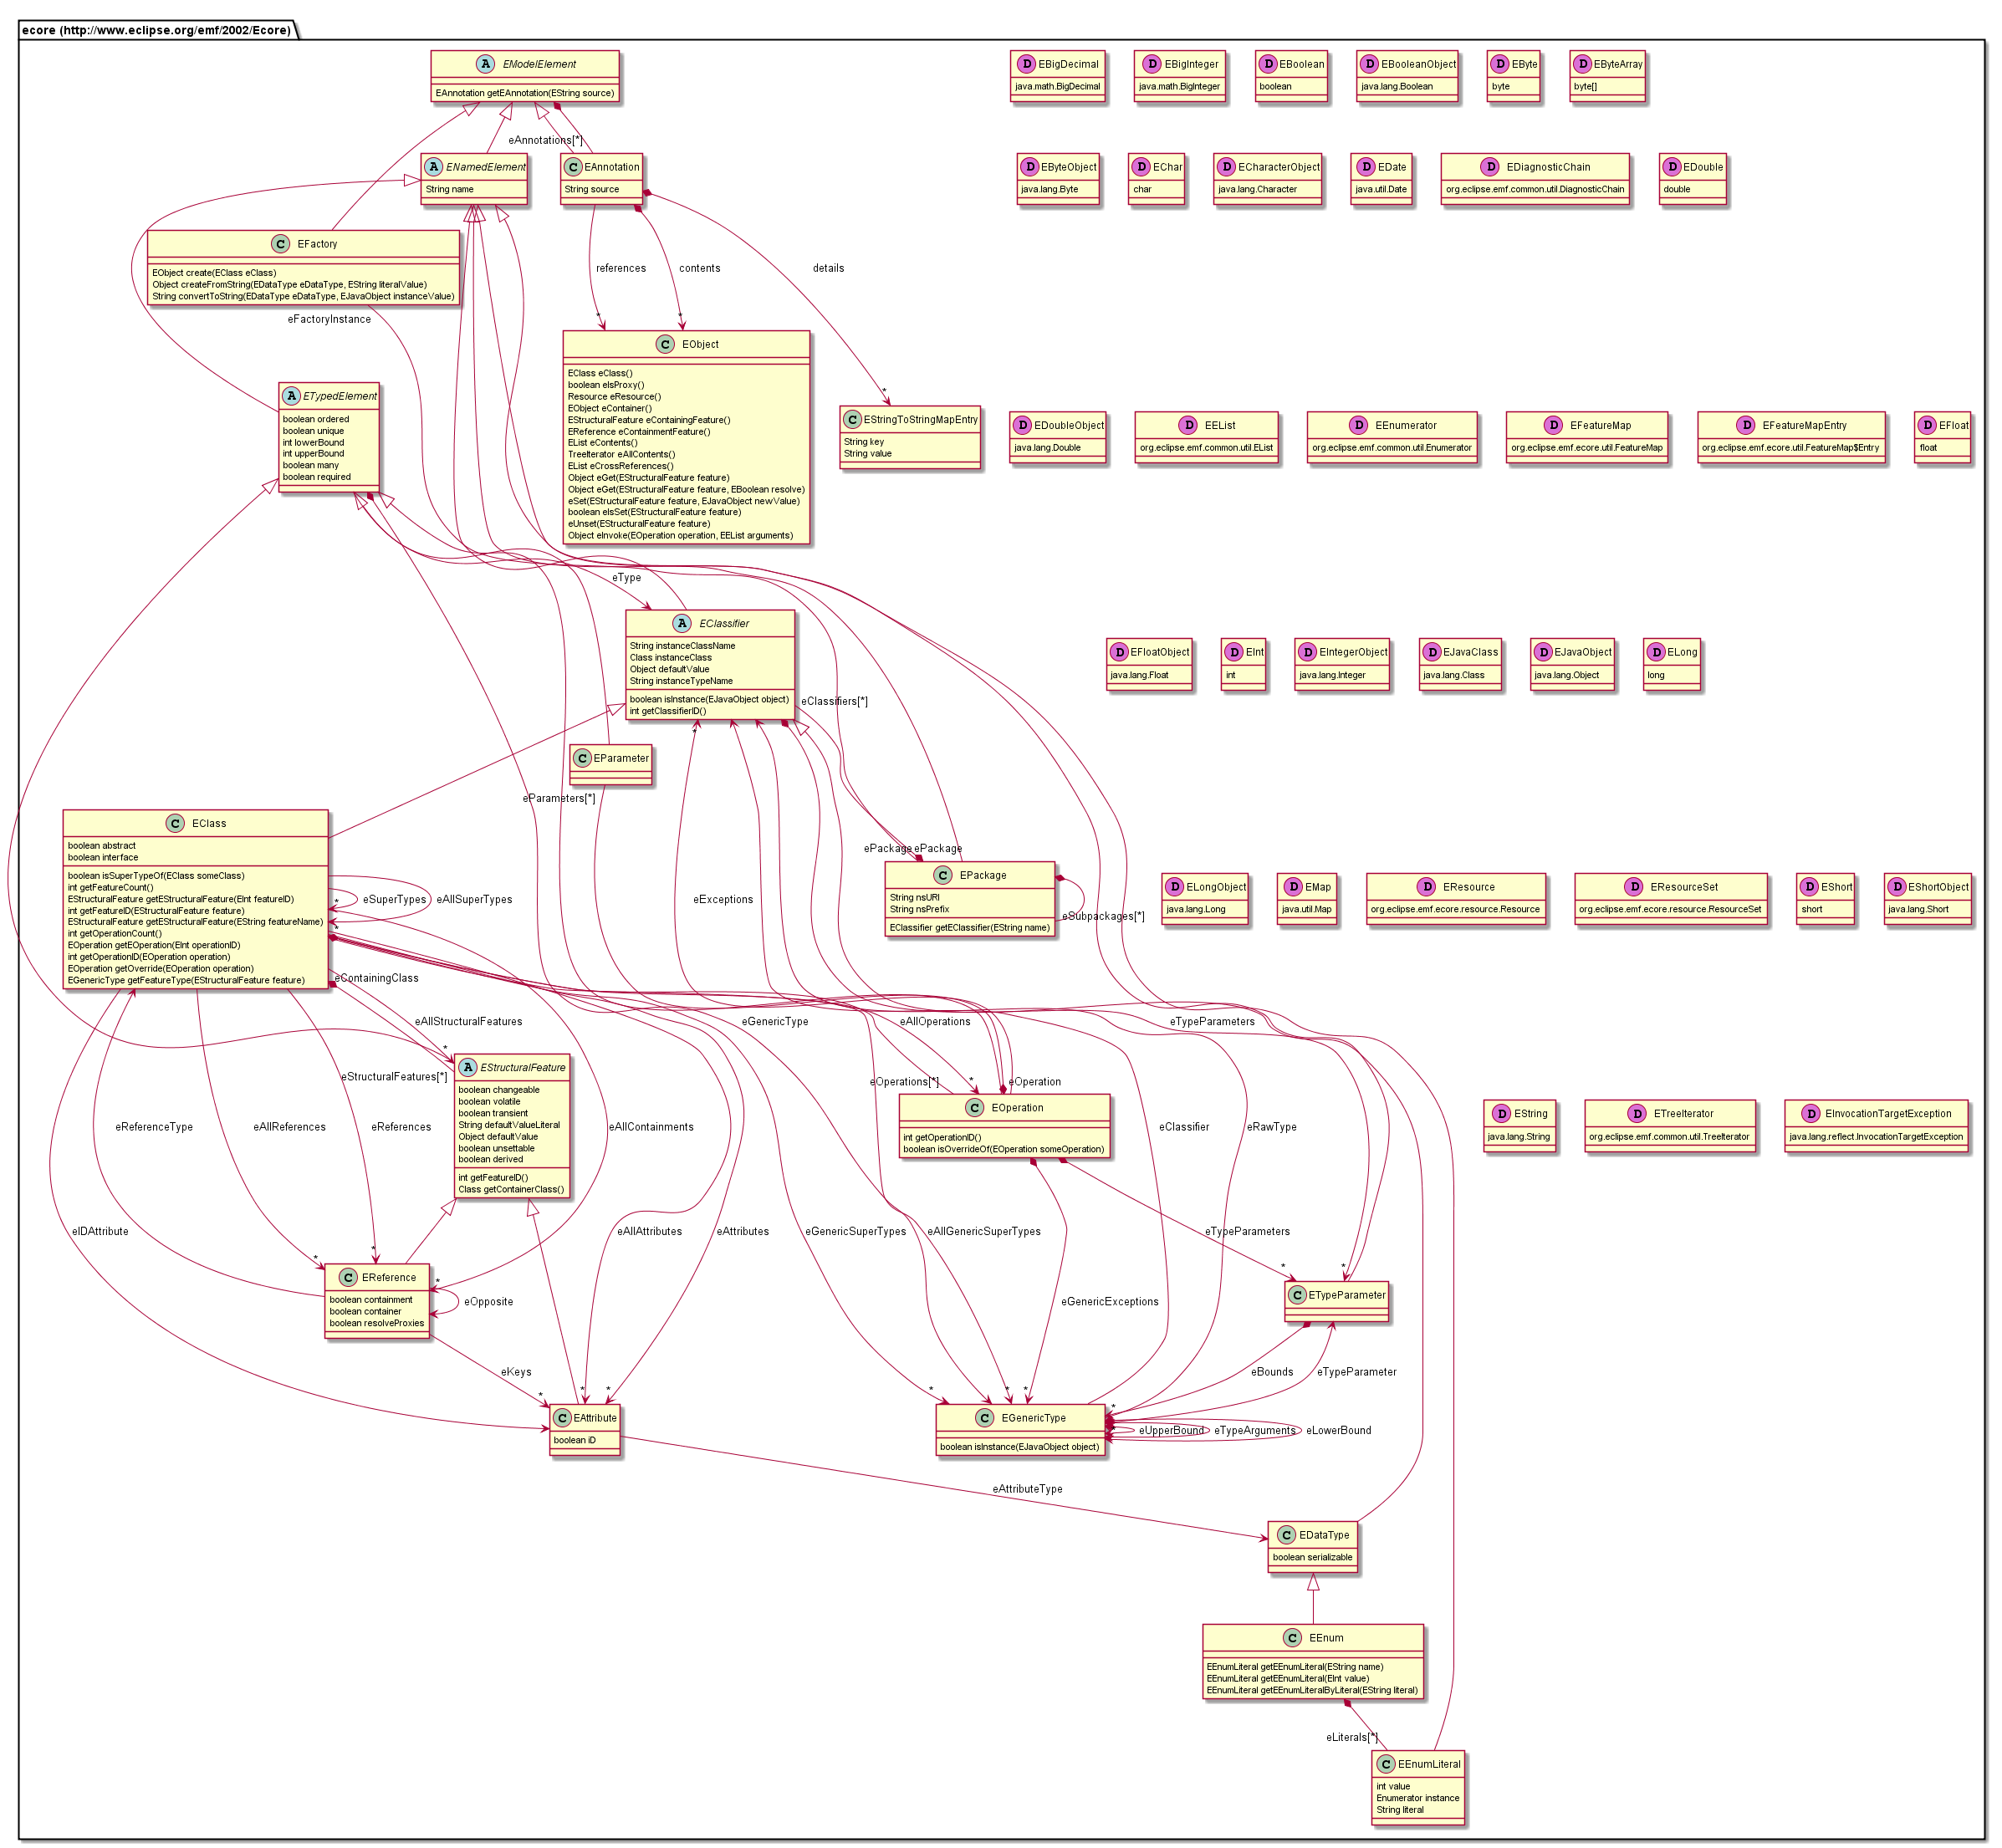 ecore (http://www.eclipse.org/emf/2002/Ecore)
A EModelElement
EAnnotation getEAnnotation(EString source)
D EBigDecimal
java.math.BigDecimal
D EBigInteger
java.math.BigInteger
D EBoolean
boolean
D EBooleanObject
java.lang.Boolean
D EByte
byte
D EByteArray
byte[]
eAnnotations[*]
A ENamedElement
String name
C EAnnotation
String source
D EByteObject
java.lang.Byte
D EChar
char
D ECharacterObject
java.lang.Character
D EDate
java.util.Date
D EDiagnosticChain
org.eclipse.emf.common.util.DiagnosticChain
D EDouble
double
C EFactory
EObject create(EClass eClass)
Object createFromString(EDataType eDataType, EString literalValue)
String convertToString(EDataType eDataType, EJavaObject instanceValue)
references
contents
details
eFactoryInstance
*
*
*
C EObject
EClass eClass()
boolean eIsProxy()
Resource eResource()
EObject eContainer()
EStructuralFeature eContainingFeature()
EReference eContainmentFeature()
EList eContents()
TreeIterator eAllContents()
EList eCrossReferences()
Object eGet(EStructuralFeature feature)
Object eGet(EStructuralFeature feature, EBoolean resolve)
eSet(EStructuralFeature feature, EJavaObject newValue)
boolean eIsSet(EStructuralFeature feature)
eUnset(EStructuralFeature feature)
Object eInvoke(EOperation operation, EEList arguments)
A ETypedElement
boolean ordered
boolean unique
int lowerBound
int upperBound
boolean many
boolean required
C EStringToStringMapEntry
String key
String value
D EDoubleObject
java.lang.Double
D EEList
org.eclipse.emf.common.util.EList
D EEnumerator
org.eclipse.emf.common.util.Enumerator
D EFeatureMap
org.eclipse.emf.ecore.util.FeatureMap
D EFeatureMapEntry
org.eclipse.emf.ecore.util.FeatureMap$Entry
D EFloat
float
eType
A EClassifier
String instanceClassName
Class instanceClass
Object defaultValue
String instanceTypeName
boolean isInstance(EJavaObject object)
int getClassifierID()
eClassifiers[*]
*
D EFloatObject
java.lang.Float
D EInt
int
D EIntegerObject
java.lang.Integer
D EJavaClass
java.lang.Class
D EJavaObject
java.lang.Object
D ELong
long
C EParameter
eParameters[*]
C EClass
boolean abstract
boolean interface
boolean isSuperTypeOf(EClass someClass)
int getFeatureCount()
EStructuralFeature getEStructuralFeature(EInt featureID)
int getFeatureID(EStructuralFeature feature)
EStructuralFeature getEStructuralFeature(EString featureName)
int getOperationCount()
EOperation getEOperation(EInt operationID)
int getOperationID(EOperation operation)
EOperation getOverride(EOperation operation)
EGenericType getFeatureType(EStructuralFeature feature)
*
eSuperTypes
eAllSuperTypes
*
eExceptions
ePackage
ePackage
C EPackage
String nsURI
String nsPrefix
EClassifier getEClassifier(EString name)
eSubpackages[*]
D ELongObject
java.lang.Long
D EMap
java.util.Map
D EResource
org.eclipse.emf.ecore.resource.Resource
D EResourceSet
org.eclipse.emf.ecore.resource.ResourceSet
D EShort
short
D EShortObject
java.lang.Short
eContainingClass
eAllStructuralFeatures
eGenericType
eAllOperations
eTypeParameters
*
eStructuralFeatures[*]
A EStructuralFeature
boolean changeable
boolean volatile
boolean transient
String defaultValueLiteral
Object defaultValue
boolean unsettable
boolean derived
int getFeatureID()
Class getContainerClass()
eOperations[*]
*
eOperation
C EOperation
int getOperationID()
boolean isOverrideOf(EOperation someOperation)
D EString
java.lang.String
D ETreeIterator
org.eclipse.emf.common.util.TreeIterator
D EInvocationTargetException
java.lang.reflect.InvocationTargetException
eReferenceType
eAllReferences
eReferences
eAllContainments
eClassifier
eRawType
eIDAttribute
eAllAttributes
eAttributes
eGenericSuperTypes
eAllGenericSuperTypes
eTypeParameters
*
*
*
*
*
C EReference
boolean containment
boolean container
boolean resolveProxies
eOpposite
eGenericExceptions
C ETypeParameter
eKeys
eBounds
eTypeParameter
*
*
*
*
*
*
*
C EAttribute
boolean iD
C EGenericType
boolean isInstance(EJavaObject object)
*
eUpperBound
eTypeArguments
eLowerBound
eAttributeType
C EDataType
boolean serializable
C EEnum
EEnumLiteral getEEnumLiteral(EString name)
EEnumLiteral getEEnumLiteral(EInt value)
EEnumLiteral getEEnumLiteralByLiteral(EString literal)
eLiterals[*]
C EEnumLiteral
int value
Enumerator instance
String literal